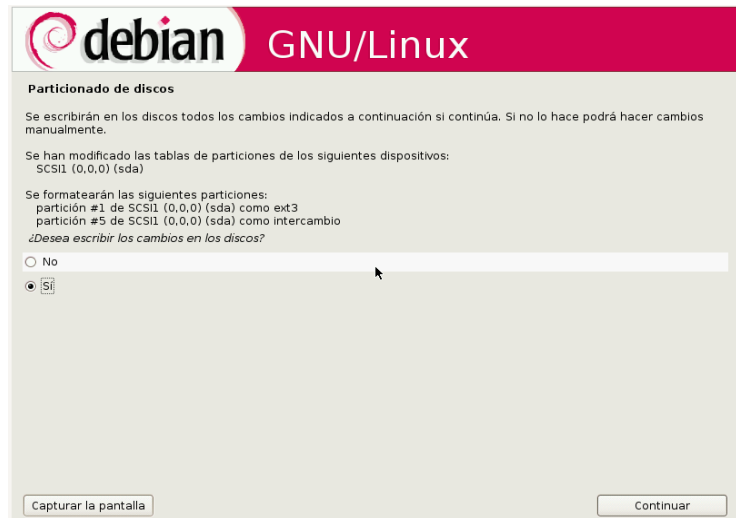 debian GNU/Linux
Particionado de discos
Se escribirán en los discos todos los cambios indicados a continuación si continúa. Si no lo hace podrá hacer cambios
manualmente.
Se han modificado las tablas de particiones de los siguientes dispositivos:
SCSI1 (0,0,0) (sda)
Se formatearán las siguientes particiones:
partición #1 de SCSI1 (0,0,0) (sda) como ext3
partición #5 de SCSI1 (0,0,0) (sda) como intercambio
¿Desea escribir los cambios en los discos?
No
Sí
Capturar la pantalla
Continuar